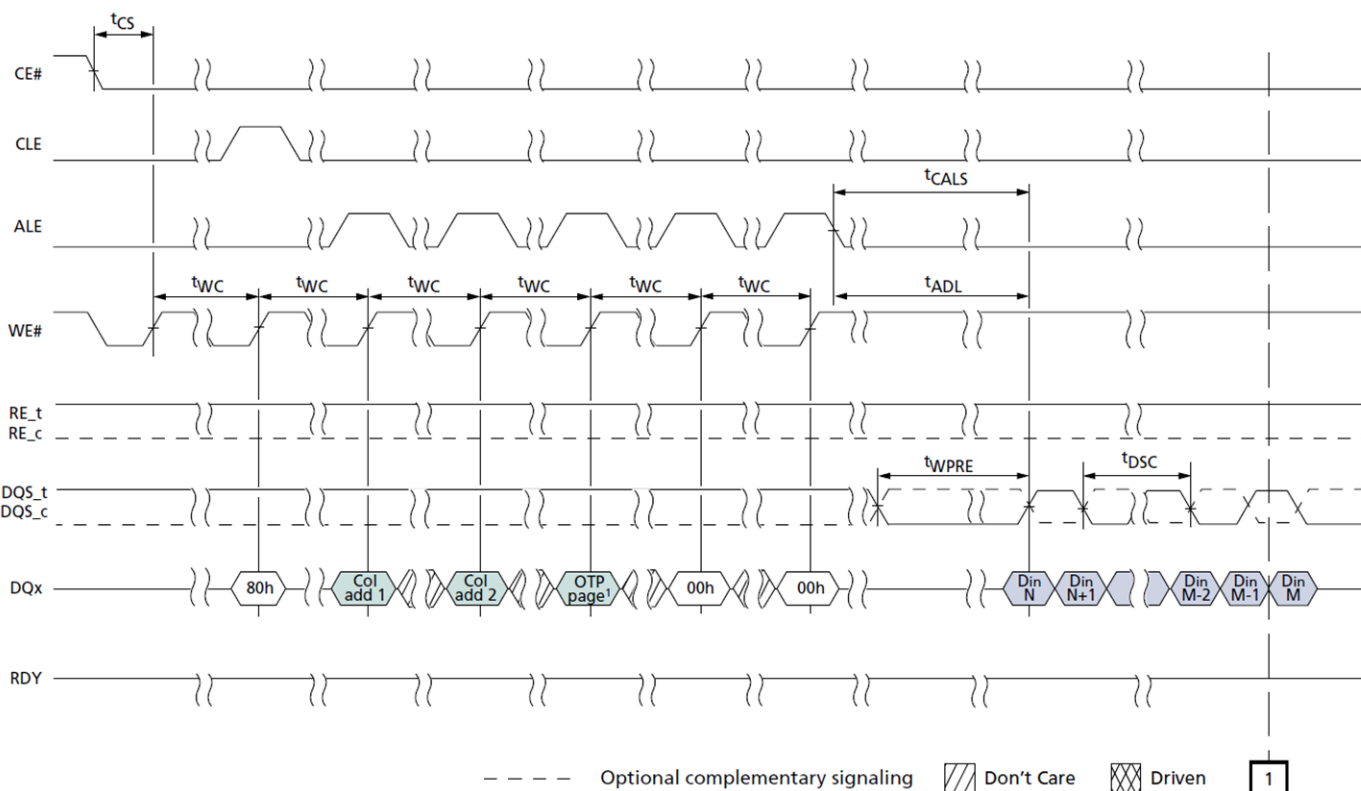 tCS
CE#
CLE
tCALS
ALE
tWC tWC tWC tWC tWC tWC tADL
WE#
RE_t
RE_c
tWPRE tDSC
DQS_t
DQS_c
DQx 80h Col add 1 Col add 2 OTP page1 00h 00h Din N Din N+1 Din M-2 Din M-1 Din M
RDY
Optional complementary signaling Don't Care Driven 1